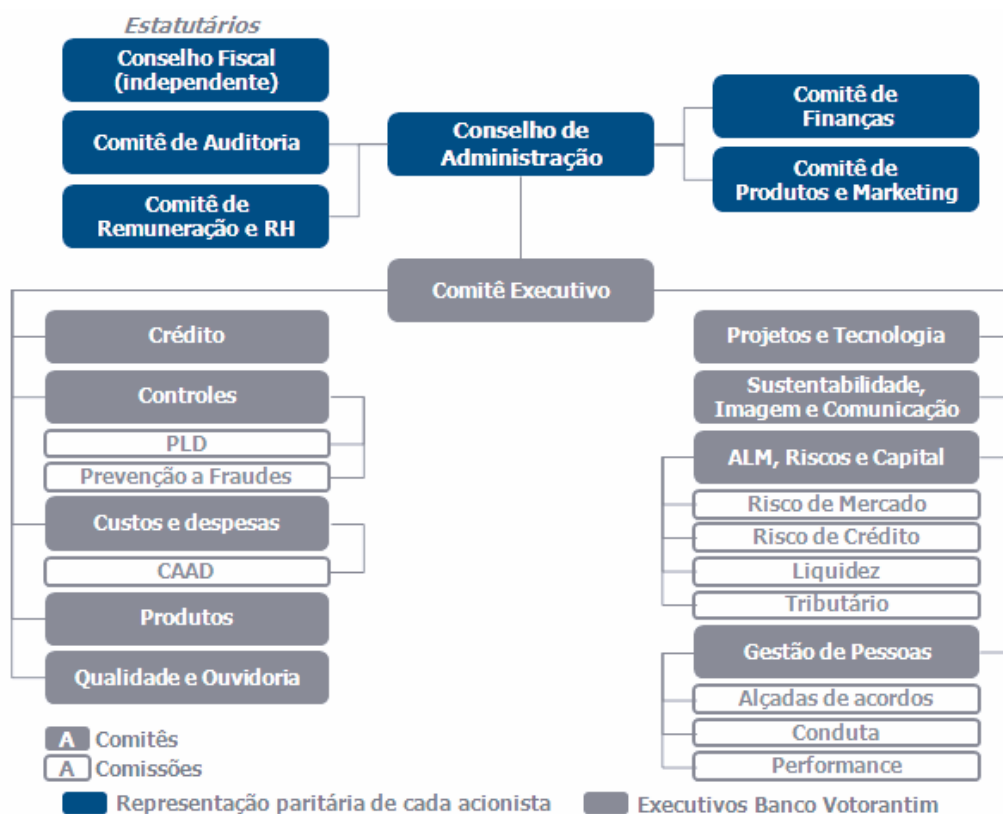 Estatutários
Conselho Fiscal
(independente)
Comitê de Auditoria
Comitê de
Remuneração e RH
Conselho de
Administração
Comitê de
Finanças
Comitê de
Produtos e Marketing
Comitê Executivo
Crédito
Controles
PLD
Prevenção a Fraudes
Custos e despesas
CAAD
Produtos
Qualidade e Ouvidoria
Projetos e Tecnologia
Sustentabilidade,
Imagem e Comunicação
ALM, Riscos e Capital
Risco de Mercado
Risco de Crédito
Liquidez
Tributário
Gestão de Pessoas
Alçadas de acordos
Conduta
Performance
A Comitês
A Comissões
Representação paritária de cada acionista
Executivos Banco Votorantim